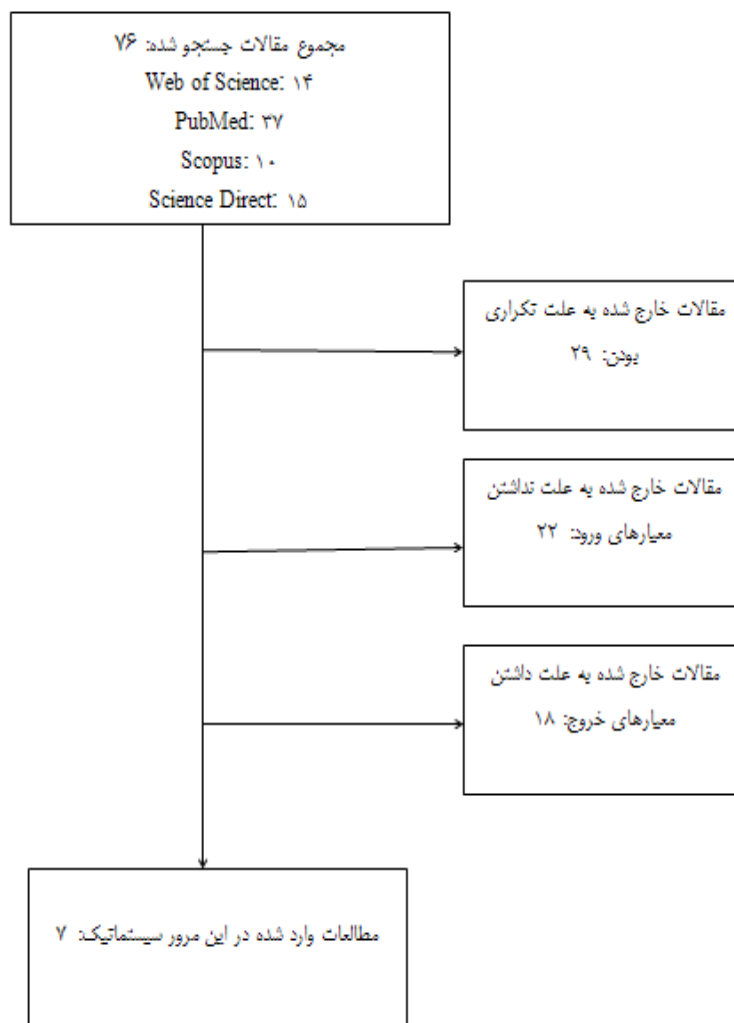 مجموع مقالات جستجو شده: ۷۶
Web of Science: ۱۴
PubMed: ۳۷
Scopus: ۱۰
Science Direct: ۱۵
مقالات خارج شده به علت تکراری
بودن: ۲۹
مقالات خارج شده به علت نداشتن
معیارهای ورود: ۲۲
مقالات خارج شده به علت داشتن
معیارهای خروج: ۱۸
مطالعات وارد شده در این مرور سیستماتیک: ۷